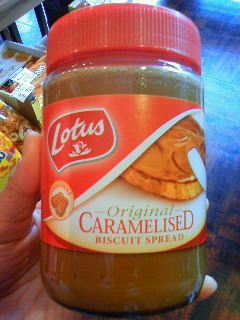 Lotus
Original
CARAMELISED
BISCUIT SPREAD